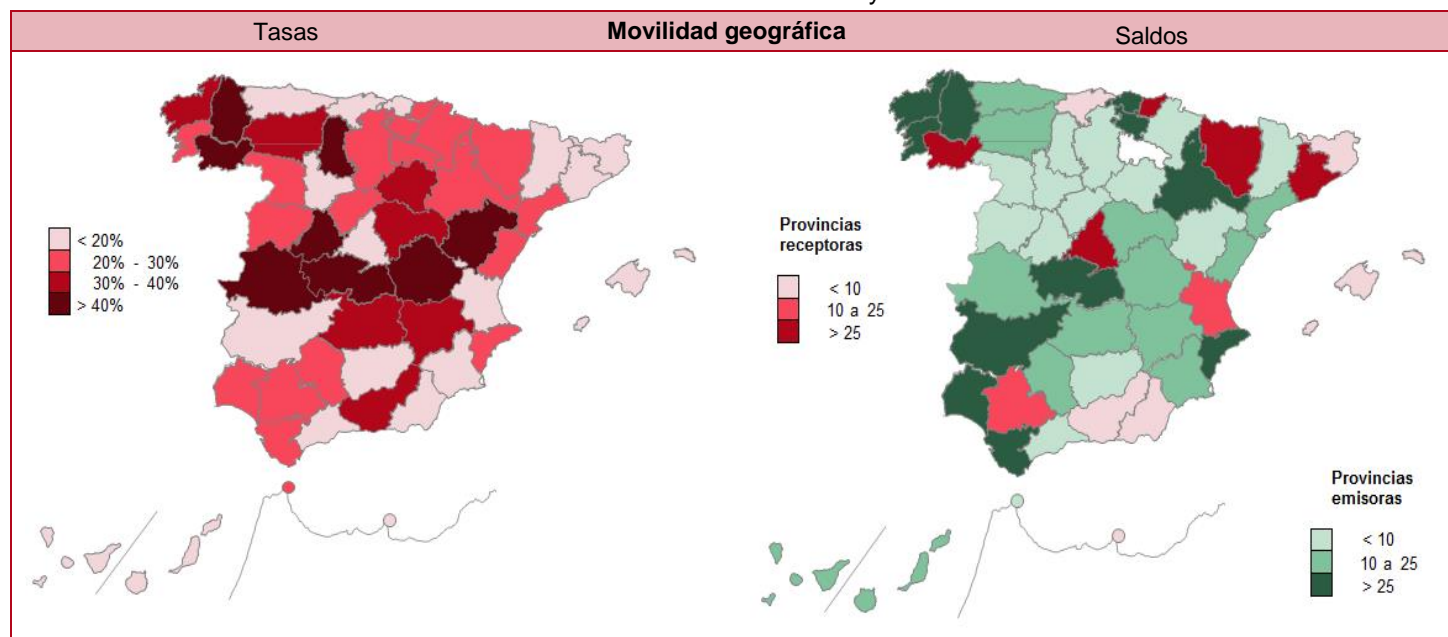 Tasas
Movilidad geográfica
Saldos
< 20%
20% - 30%
30% - 40%
> 40%
Provincias
receptoras
< 10
10 a 25
> 25
Provincias
emisoras
< 10
10 a 25
> 25